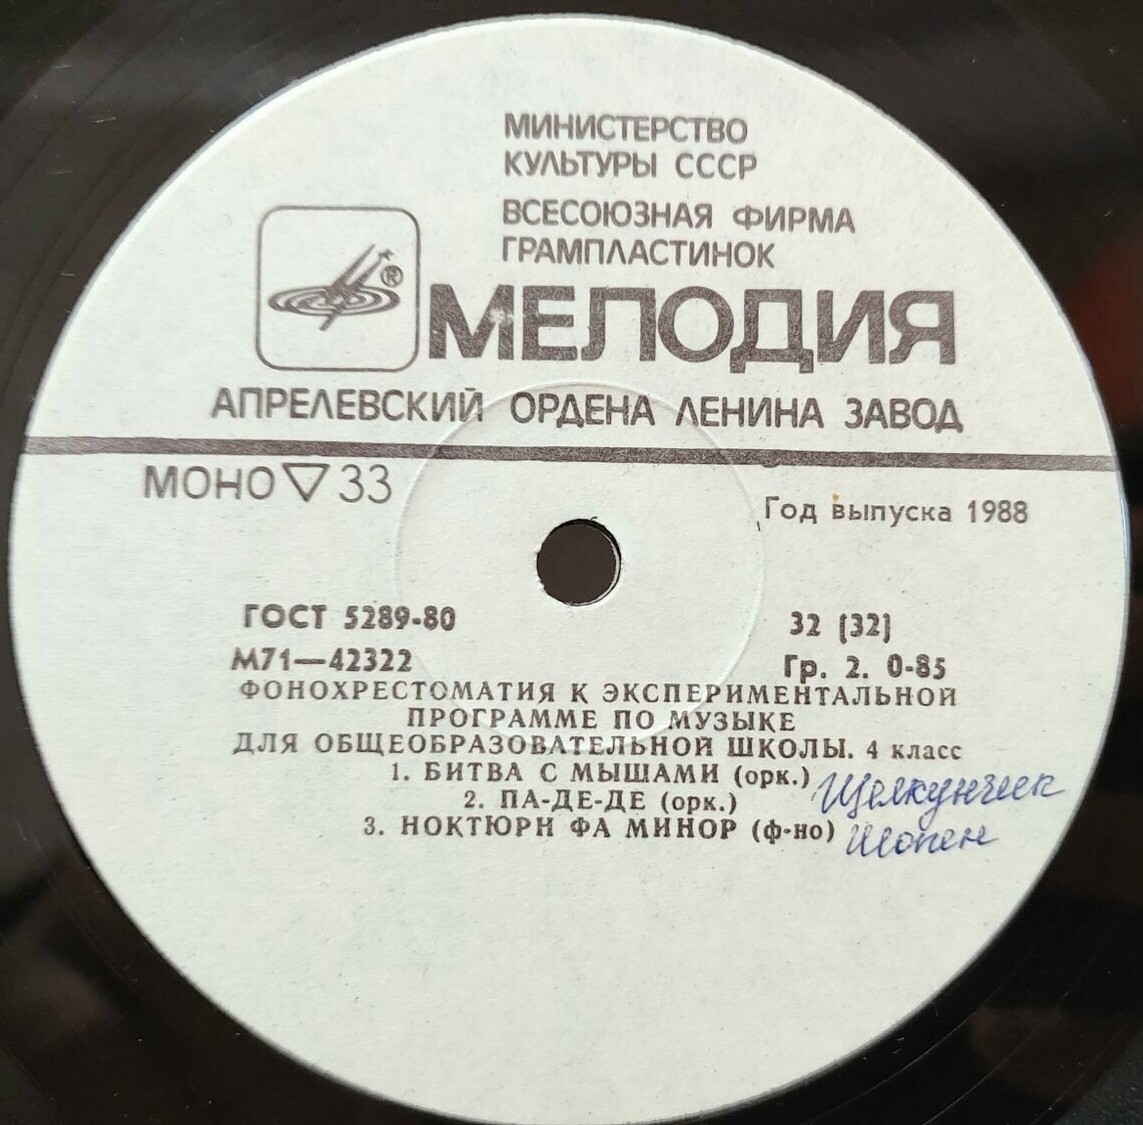 МИНИСТЕРСТВО
КУЛЬТУРЫ СССР
ВСЕСОЮЗНАЯ ФИРМА
ГРАМПЛАСТИНОК
®
МЕЛОДИЯ
АПРЕЛЕВСКИЙ ОРДЕНА ЛЕНИНА ЗАВОД
МОНО ▽ 33
Год выпуска 1988
ГОСТ 5289-80
32 (32)
М71—42322
Гр. 2. 0-85
ФОНОХРЕСТОМАТИЯ К ЭКСПЕРИМЕНТАЛЬНОЙ
ПРОГРАММЕ ПО МУЗЫКЕ
ДЛЯ ОБЩЕОБРАЗОВАТЕЛЬНОЙ ШКОЛЫ. 4 класс
1. БИТВА С МЫШАМИ (орк.) Щелкунчик
2. ПА-ДЕ-ДЕ (орк.)
3. НОКТЮРН ФА МИНОР (ф-но) Шопен